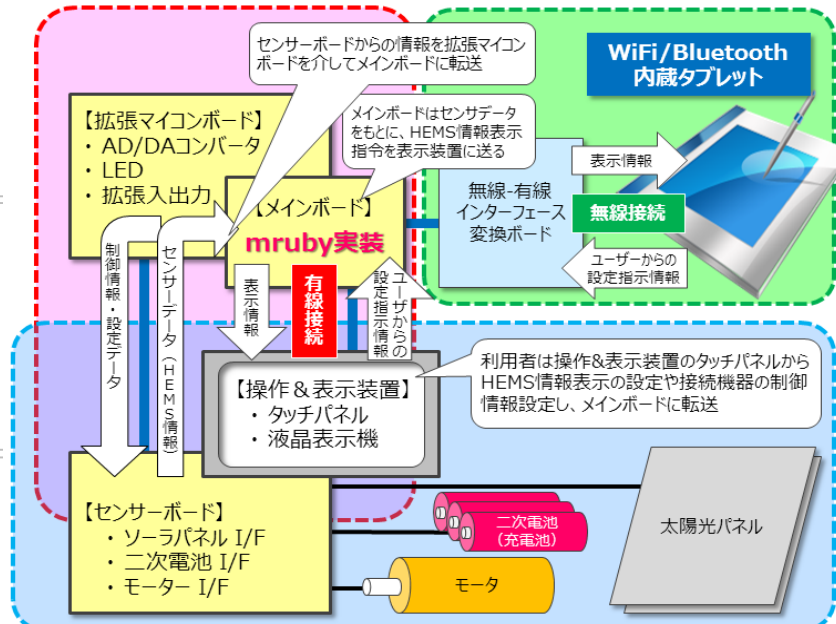 センサーボードからの情報を拡張マイコン
ボードを介してメインボードに転送
WiFi/Bluetooth
内蔵タブレット
【拡張マイコンボード】
・ AD/DAコンバータ
・ LED
・ 拡張入出力
メインボードはセンサデータ
をもとに、HEMS情報表示
指令を表示装置に送る
【メインボード】
mruby実装
無線-有線
インターフェース
変換ボード
表示情報
無線接続
ユーザーからの
設定指示情報
制御情報・設定データ
センサーデータ（HEMS情報）
表示情報
有線接続
ユーザからの
設定指示情報
【操作＆表示装置】
・ タッチパネル
・ 液晶表示機
利用者は操作&表示装置のタッチパネルから
HEMS情報表示の設定や接続機器の制御
情報設定し、メインボードに転送
【センサーボード】
・ ソーラパネル I/F
・ 二次電池 I/F
・ モーター I/F
二次電池
（充電池）
モータ
太陽光パネル